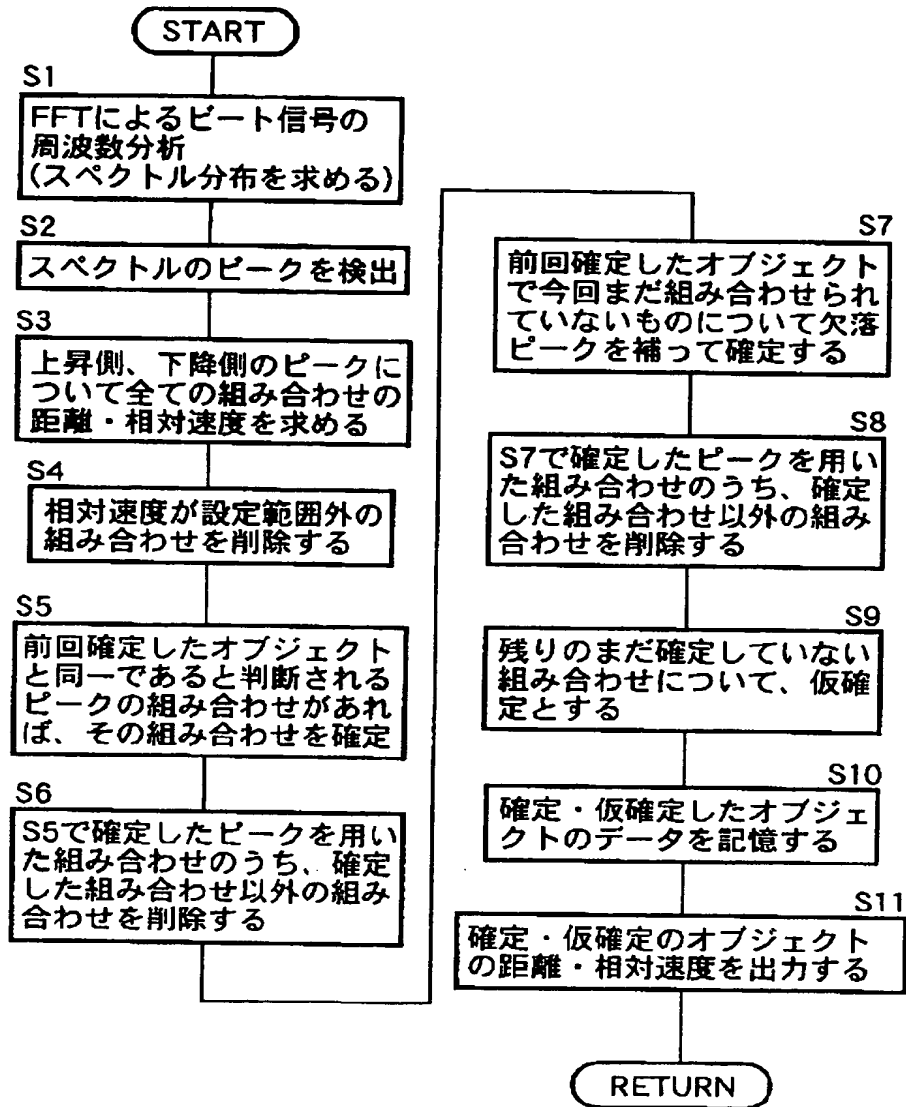 START
S1
FFTによるビート信号の
周波数分析
(スペクトル分布を求める)
S2
スペクトルのピークを検出
S3
上昇側、下降側のピークに
ついて全ての組み合わせの
距離・相対速度を求める
S4
相対速度が設定範囲外の
組み合わせを削除する
S5
前回確定したオブジェクト
と同一であると判断される
ピークの組み合わせがあれ
ば、その組み合わせを確定
S6
S5で確定したピークを用い
た組み合わせのうち、確定
した組み合わせ以外の組み
合わせを削除する
S7
前回確定したオブジェクト
で今回まだ組み合わせられ
ていないものについて欠落
ピークを補って確定する
S8
S7で確定したピークを用い
た組み合わせのうち、確定
した組み合わせ以外の組み
合わせを削除する
S9
残りのまだ確定していない
組み合わせについて、仮確
定とする
S10
確定・仮確定したオブジェ
クトのデータを記憶する
S11
確定・仮確定のオブジェクト
の距離・相対速度を出力する
RETURN